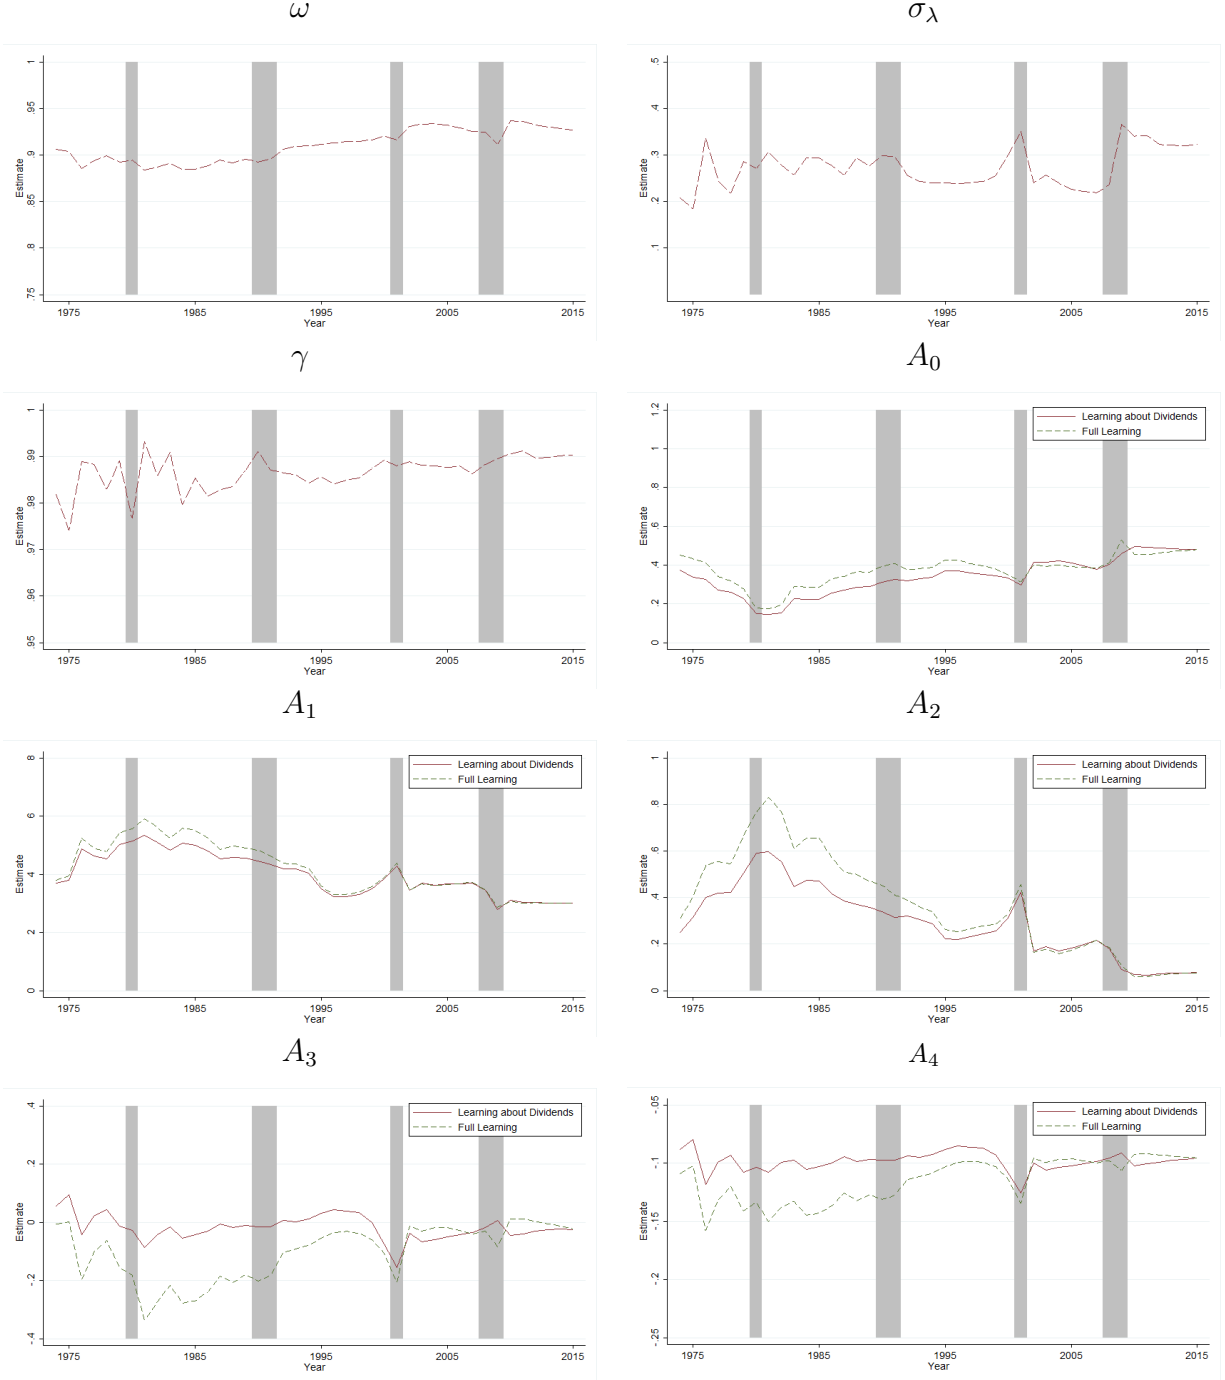 ω
σλ
Estimate
.75 .8 .85 .9 .95 1
1975 1985 1995 2005 2015
Year
Estimate
.1 .2 .3 .4 .5
1975 1985 1995 2005 2015
Year
γ
A0
Estimate
.95 .96 .97 .98 .99 1
1975 1985 1995 2005 2015
Year
Learning about Dividends
Full Learning
Estimate
0 .2 .4 .6 .8 1 1.2
1975 1985 1995 2005 2015
Year
A1
A2
Learning about Dividends
Full Learning
Estimate
0 2 4 6 8
1975 1985 1995 2005 2015
Year
Learning about Dividends
Full Learning
Estimate
0 .2 .4 .6 .8 1
1975 1985 1995 2005 2015
Year
A3
A4
Learning about Dividends
Full Learning
Estimate
-.4 -.2 0 .2 .4
1975 1985 1995 2005 2015
Year
Learning about Dividends
Full Learning
Estimate
-.25 -.2 -.15 -.1 -.05
1975 1985 1995 2005 2015
Year